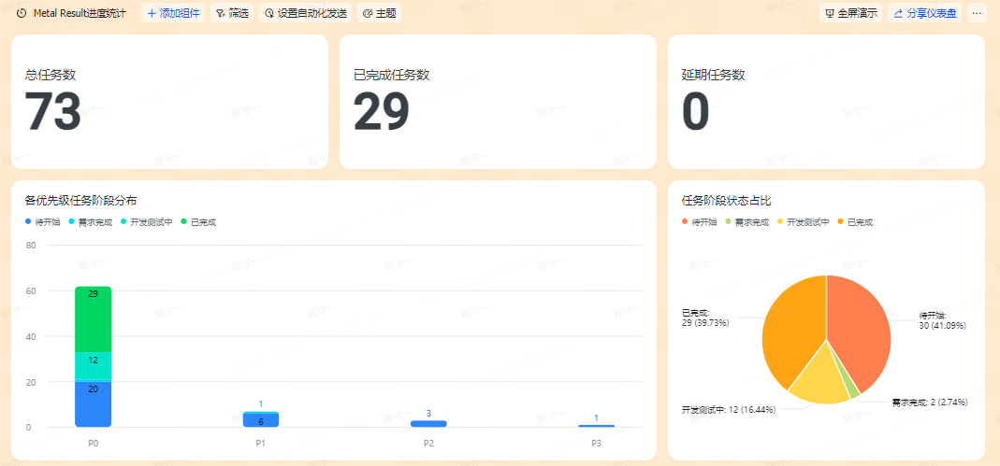 Metal Result进度统计
添加组件
筛选
设置自动化发送
主题
全屏演示
分享仪表盘
总任务数
73
已完成任务数
29
延期任务数
0
各优先级任务阶段分布
待开始
需求完成
开发测试中
已完成
80
60
40
20
0
29
12
20
1
6
3
1
P0
P1
P2
P3
任务阶段状态占比
待开始
需求完成
开发测试中
已完成
已完成:
29 (39.73%)
待开始:
30 (41.09%)
需求完成: 2 (2.74%)
开发测试中: 12 (16.44%)
陈守一